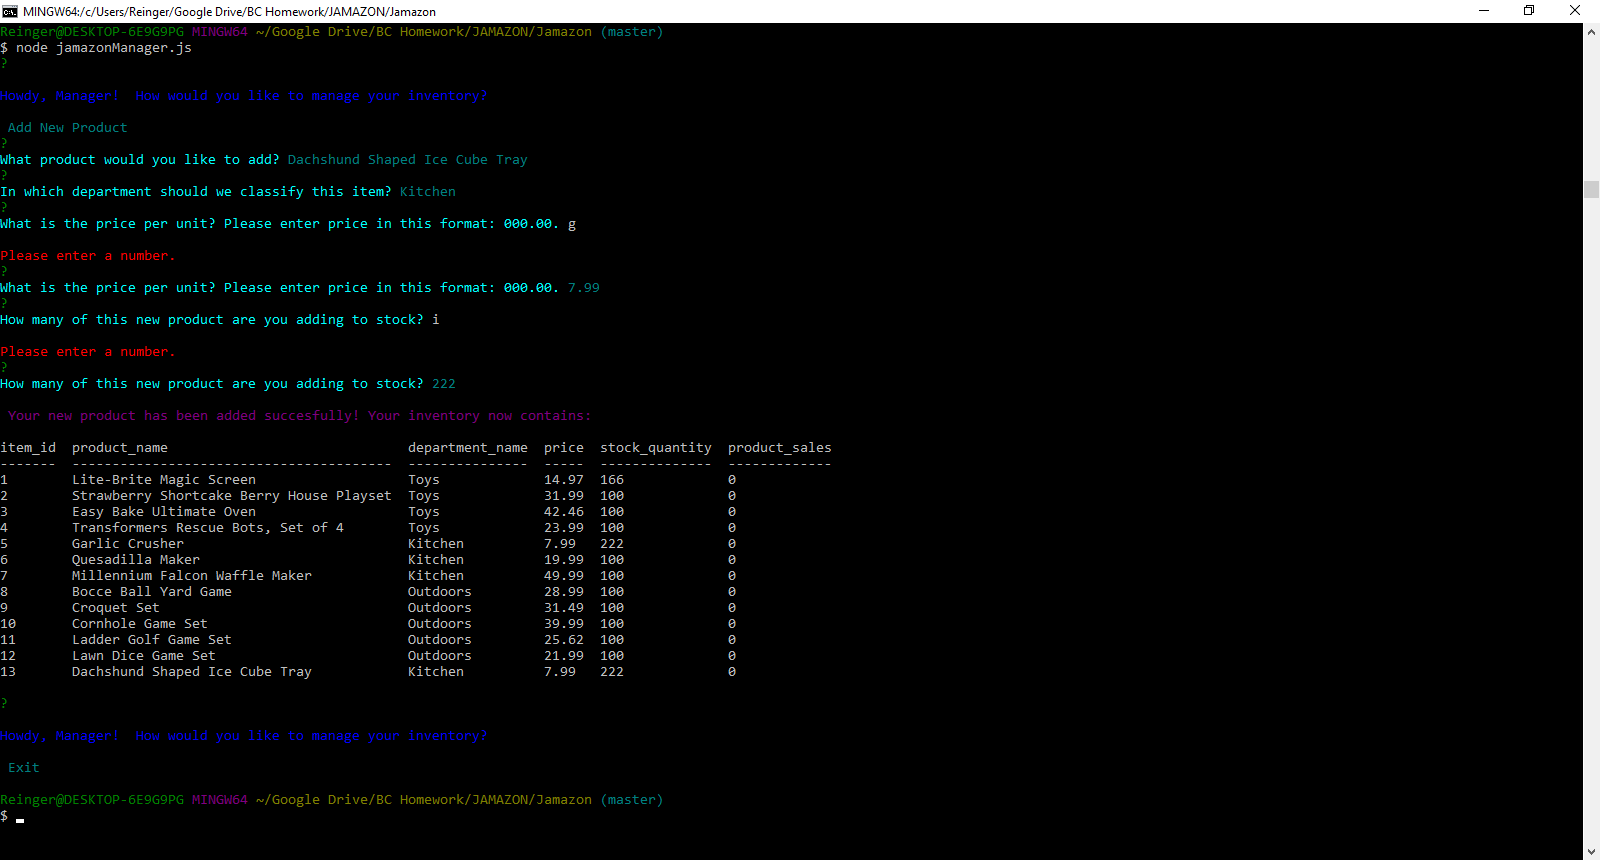 MINGW64:/c/Users/Reinger/Google Drive/BC Homework/JAMAZON/Jamazon
Reinger@DESKTOP-6E9G9PG MINGW64 ~/Google Drive/BC Homework/JAMAZON/Jamazon (master)
$ node jamazonManager.js
?
Howdy, Manager!  How would you like to manage your inventory?
Add New Product
?
What product would you like to add? Dachshund Shaped Ice Cube Tray
?
In which department should we classify this item? Kitchen
?
What is the price per unit? Please enter price in this format: 000.00. g
Please enter a number.
?
What is the price per unit? Please enter price in this format: 000.00. 7.99
?
How many of this new product are you adding to stock? i
Please enter a number.
?
How many of this new product are you adding to stock? 222
Your new product has been added succesfully! Your inventory now contains:
item_id  product_name                              department_name  price  stock_quantity  product_sales
-------  ----------------------------------------  ---------------  -----  --------------  -------------
1        Lite-Brite Magic Screen                   Toys             14.97  166             0
2        Strawberry Shortcake Berry House Playset  Toys             31.99  100             0
3        Easy Bake Ultimate Oven                   Toys             42.46  100             0
4        Transformers Rescue Bots, Set of 4        Toys             23.99  100             0
5        Garlic Crusher                            Kitchen          7.99   222             0
6        Quesadilla Maker                          Kitchen          19.99  100             0
7        Millennium Falcon Waffle Maker            Kitchen          49.99  100             0
8        Bocce Ball Yard Game                      Outdoors         28.99  100             0
9        Croquet Set                               Outdoors         31.49  100             0
10       Cornhole Game Set                         Outdoors         39.99  100             0
11       Ladder Golf Game Set                      Outdoors         25.62  100             0
12       Lawn Dice Game Set                        Outdoors         21.99  100             0
13       Dachshund Shaped Ice Cube Tray            Kitchen          7.99   222             0
?
Howdy, Manager!  How would you like to manage your inventory?
Exit
Reinger@DESKTOP-6E9G9PG MINGW64 ~/Google Drive/BC Homework/JAMAZON/Jamazon (master)
$